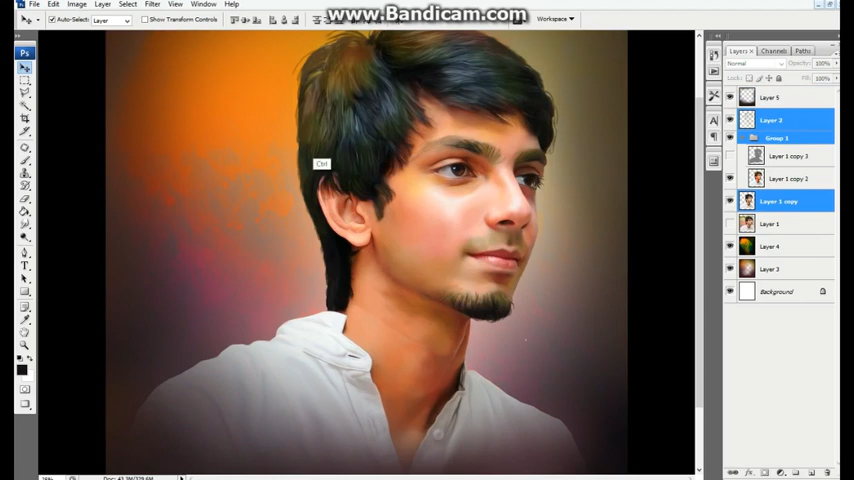 www.Bandicam.com
File Edit Image Layer Select Filter View Window Help
Auto-Select: Layer Show Transform Controls Workspace
Ps
Ctrl
Layers Channels Paths
Normal Opacity: 100%
Lock: Fill: 100%
Layer 5
Layer 2
Group 1
Layer 1 copy 3
Layer 1 copy 2
Layer 1 copy
Layer 1
Layer 4
Layer 3
Background